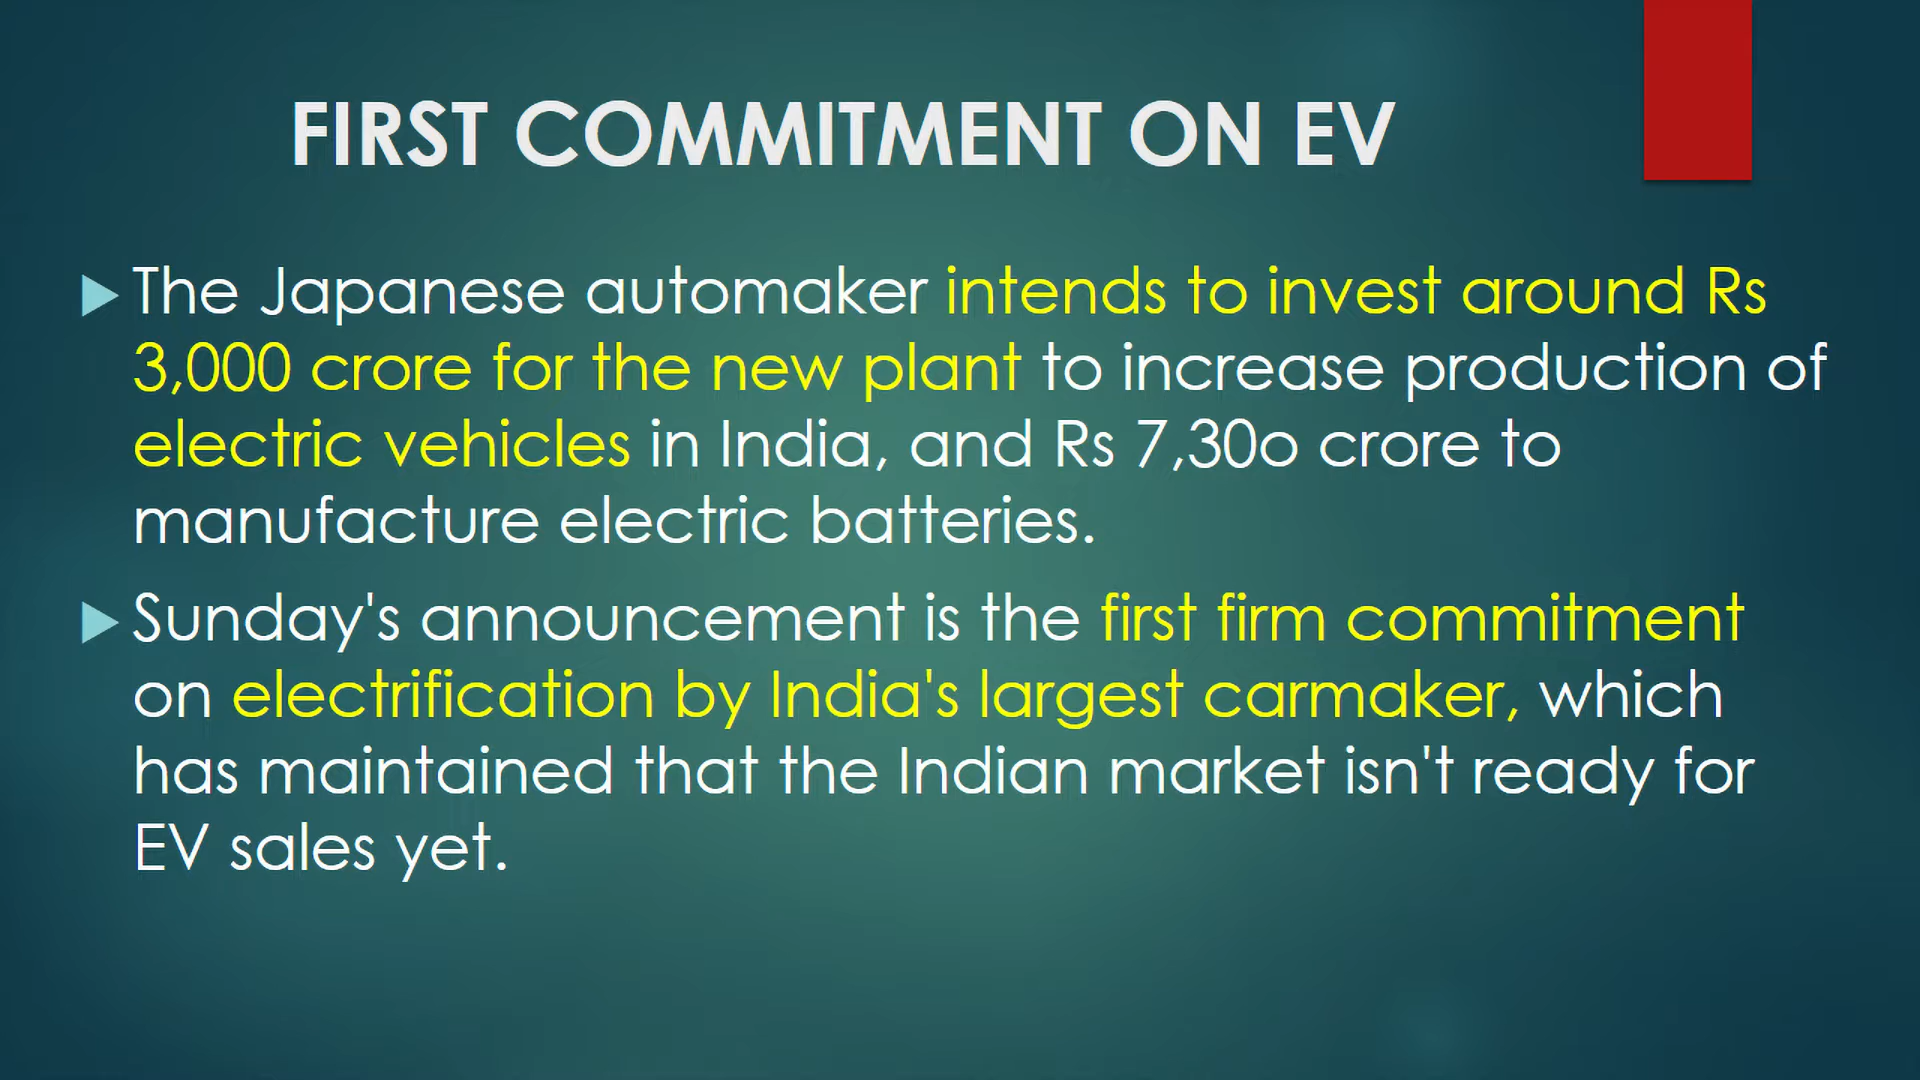 FIRST COMMITMENT ON EV
The Japanese automaker intends to invest around Rs
3,000 crore for the new plant to increase production of
electric vehicles in India, and Rs 7,30o crore to
manufacture electric batteries.
Sunday's announcement is the first firm commitment
on electrification by India's largest carmaker, which
has maintained that the Indian market isn't ready for
EV sales yet.